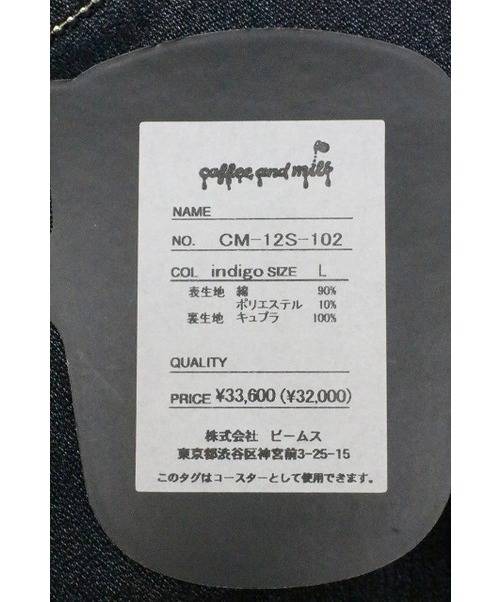 coffee and milk
NAME
NO. CM-12S-102
COL indigo SIZE L
表生地 綿 90%
ポリエステル 10%
裏生地 キュプラ 100%
QUALITY
PRICE ¥33,600 (¥32,000)
株式会社 ビームス
東京都渋谷区神宮前3-25-15
このタグはコースターとして使用できます。